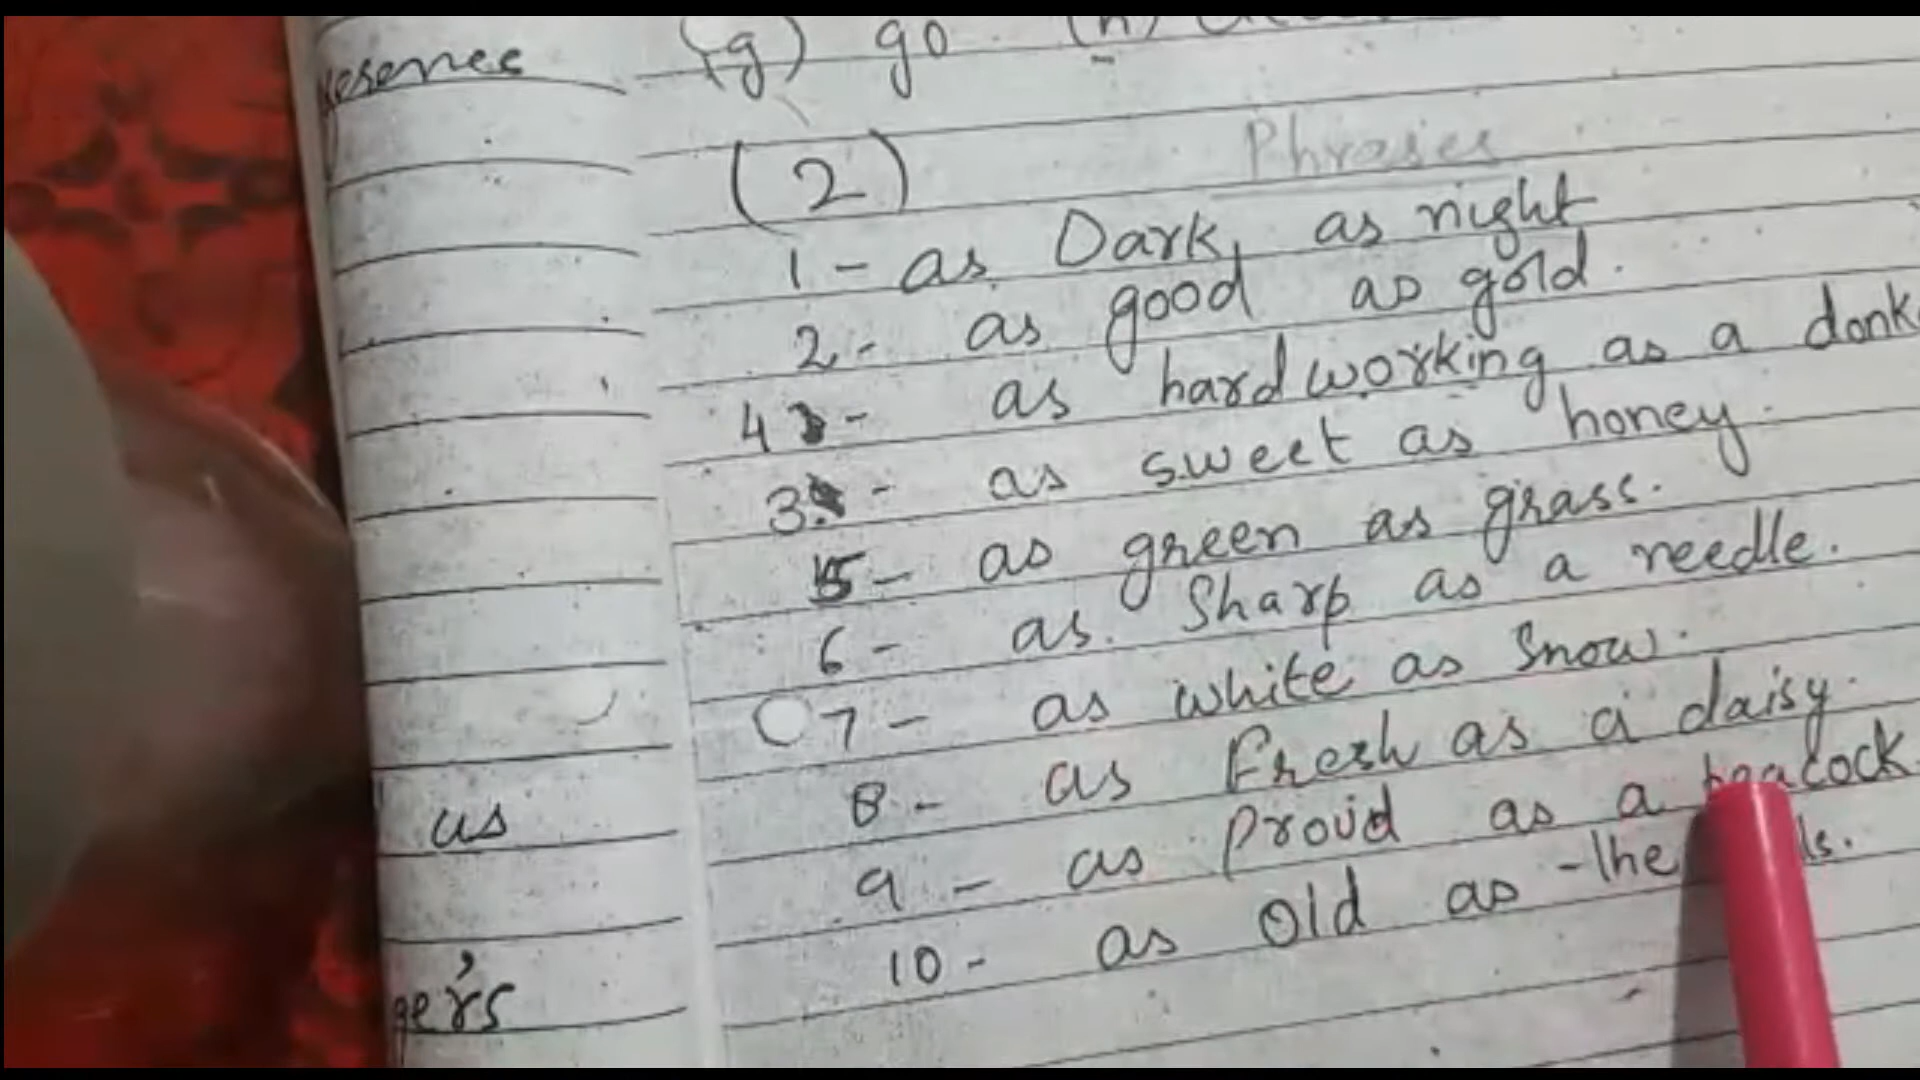 (g) go (h)
(2) Phrases
1 - as Dark, as night
2 - as good as gold.
4 - as hardworking as a donk
3. - as sweet as honey.
5 - as green as grass.
6 - as. Sharp as a needle.
7 - as white as Snow.
8 - as Fresh as a daisy.
us
9 - as Proud as a peacock.
10 - as Old as the ls.
ger's